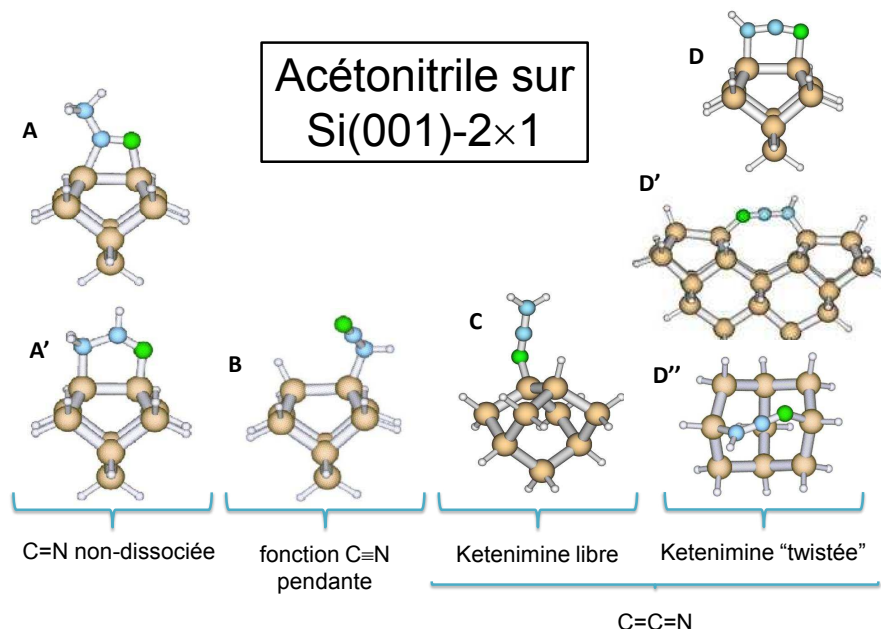 Acétonitrile sur
Si(001)-2×1
A
A'
B
C
D
D'
D''
C=N non-dissociée
fonction C≡N
pendante
Ketenimine libre
Ketenimine “twistée”
C=C=N